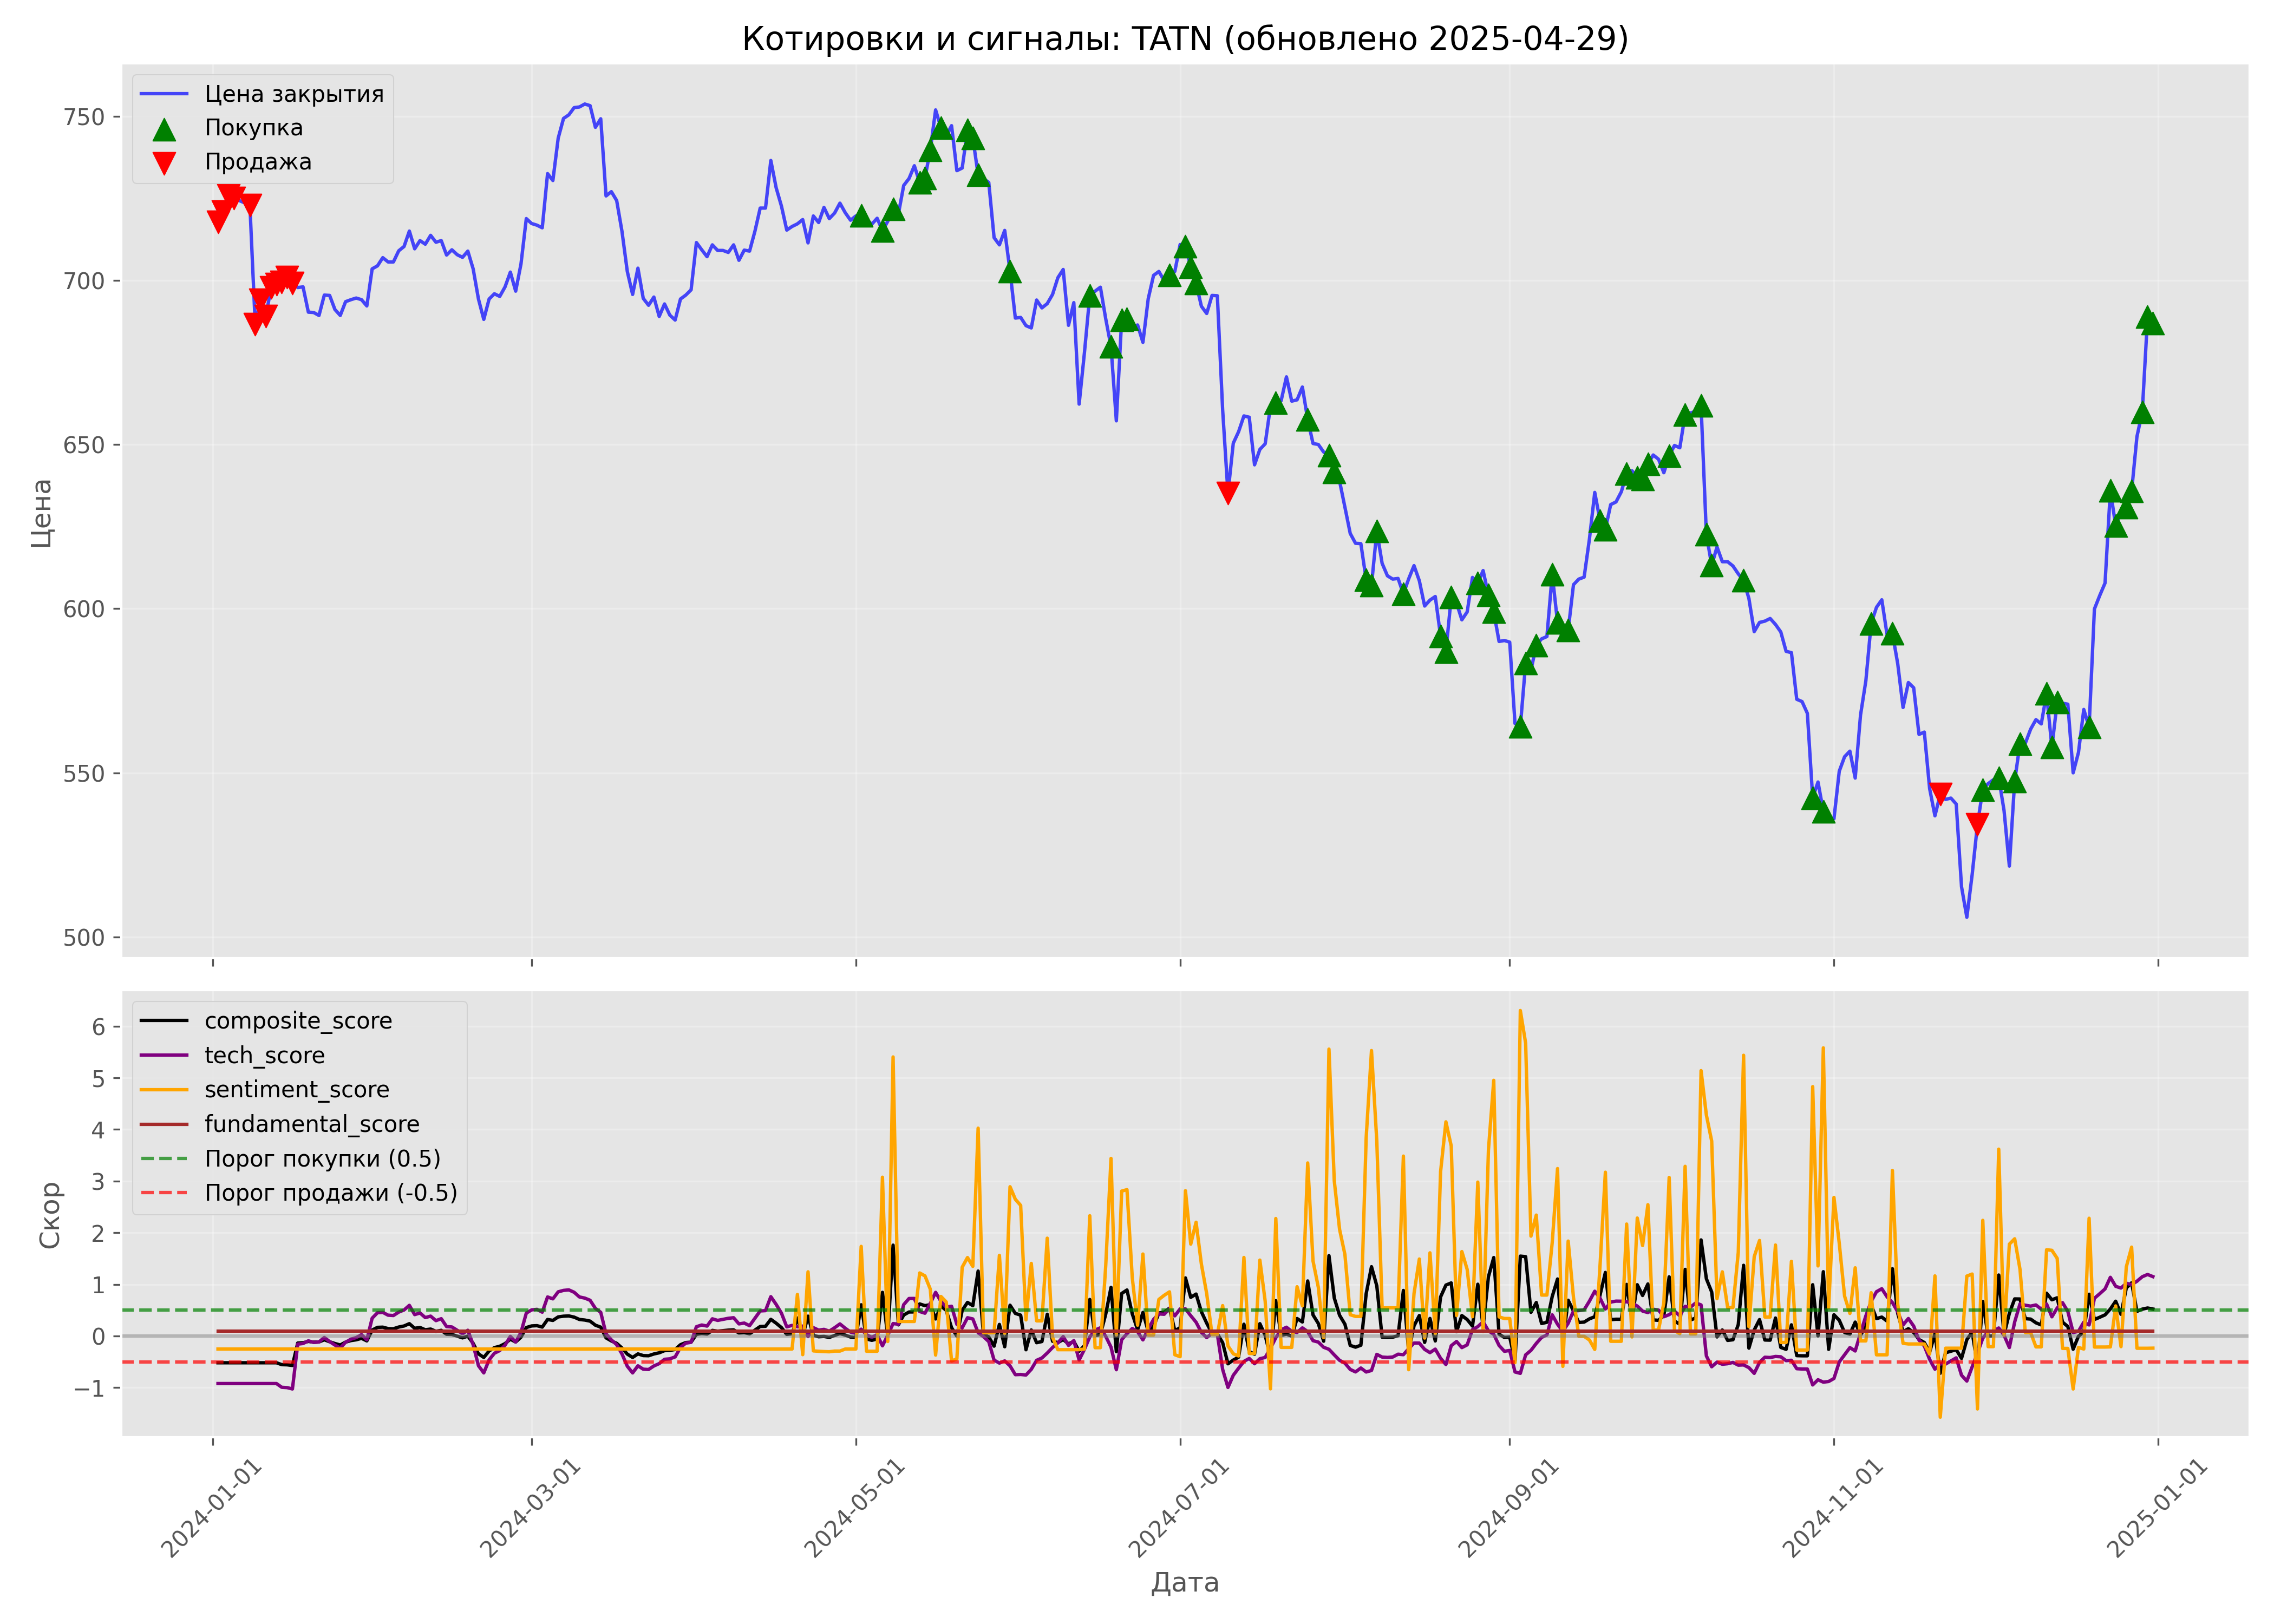 Котировки и сигналы: TATN (обновлено 2025-04-29)
Цена закрытия
Покупка
Продажа
750
700
650
600
550
500
Цена
composite_score
tech_score
sentiment_score
fundamental_score
Порог покупки (0.5)
Порог продажи (-0.5)
6
5
4
3
2
1
0
−1
Скор
2024-01-01
2024-03-01
2024-05-01
2024-07-01
2024-09-01
2024-11-01
2025-01-01
Дата